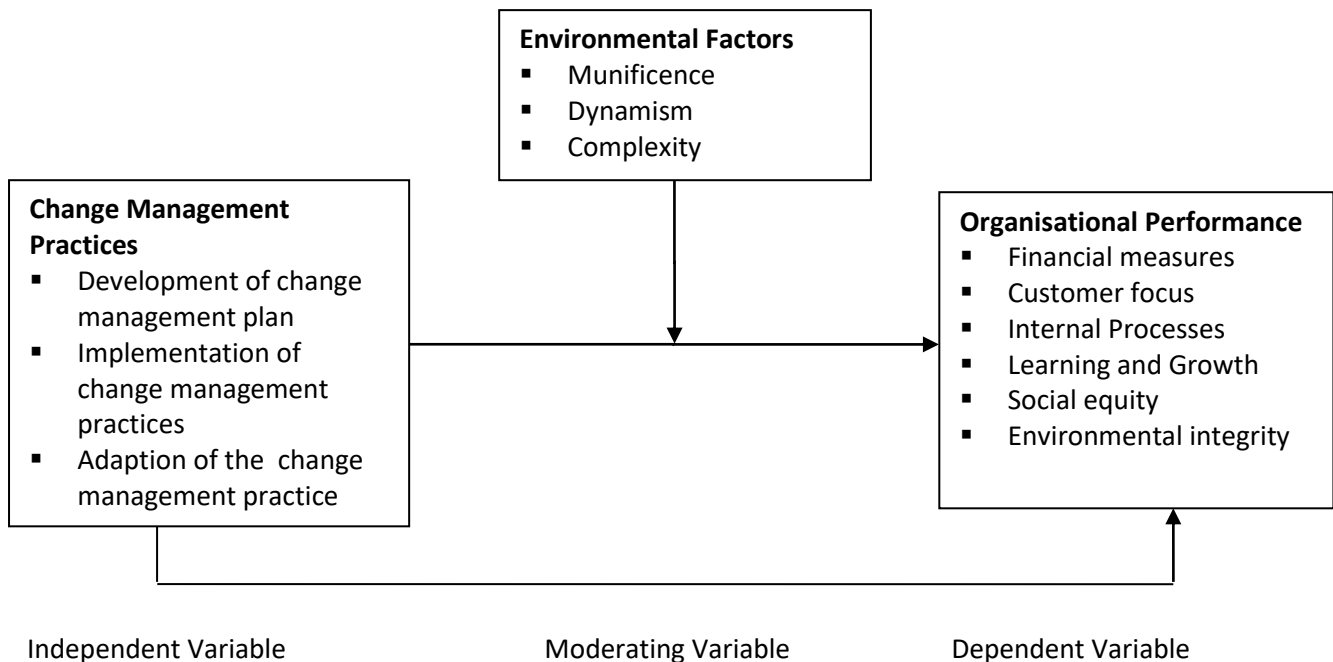 Environmental Factors
▪ Munificence
▪ Dynamism
▪ Complexity
Change Management
Practices
▪ Development of change
management plan
▪ Implementation of
change management
practices
▪ Adaption of the change
management practice
Organisational Performance
▪ Financial measures
▪ Customer focus
▪ Internal Processes
▪ Learning and Growth
▪ Social equity
▪ Environmental integrity
Independent Variable
Moderating Variable
Dependent Variable